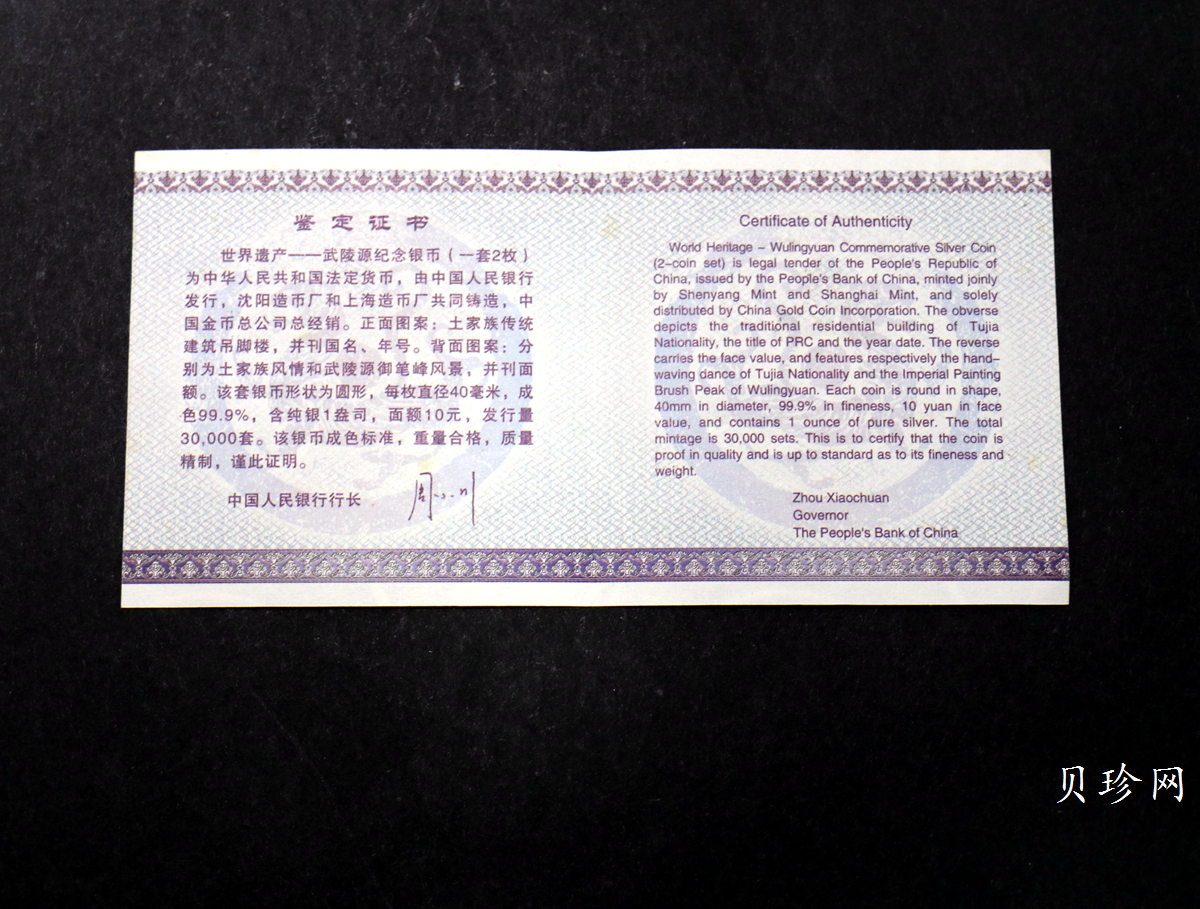 鉴定证书
世界遗产——武陵源纪念银币（一套2枚）
为中华人民共和国法定货币，由中国人民银行
发行，沈阳造币厂和上海造币厂共同铸造，中
国金币总公司总经销。正面图案：土家族传统
建筑吊脚楼，并刊国名、年号。背面图案：分
别为土家族风情和武陵源御笔峰风景，并刊面
额。该套银币形状为圆形，每枚直径40毫米，成
色99.9%，含纯银1盎司，面额10元，发行量
30,000套。该银币成色标准，重量合格，质量
精制，谨此证明。
中国人民银行行长 周小川
Certificate of Authenticity
World Heritage – Wulingyuan Commemorative Silver Coin
(2–coin set) is legal tender of the People's Republic of
China, issued by the People's Bank of China, minted joinly
by Shenyang Mint and Shanghai Mint, and solely
distributed by China Gold Coin Incorporation. The obverse
depicts the traditional residential building of Tujia
Nationality, the title of PRC and the year date. The reverse
carries the face value, and features respectively the hand–
waving dance of Tujia Nationality and the Imperial Painting
Brush Peak of Wulingyuan. Each coin is round in shape,
40mm in diameter, 99.9% in fineness, 10 yuan in face
value, and contains 1 ounce of pure silver. The total
mintage is 30,000 sets. This is to certify that the coin is
proof in quality and is up to standard as to its fineness and
weight.
Zhou Xiaochuan
Governor
The People's Bank of China
贝珍网